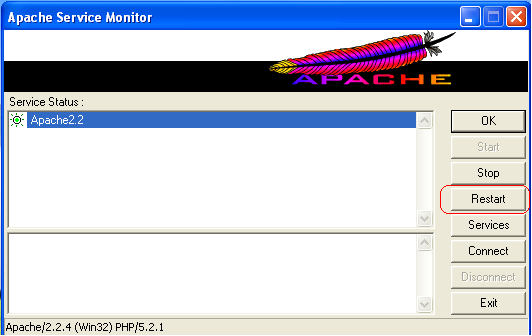 Apache Service Monitor
APACHE
Service Status :
Apache2.2
OK
Start
Stop
Restart
Services
Connect
Disconnect
Exit
Apache/2.2.4 (Win32) PHP/5.2.1